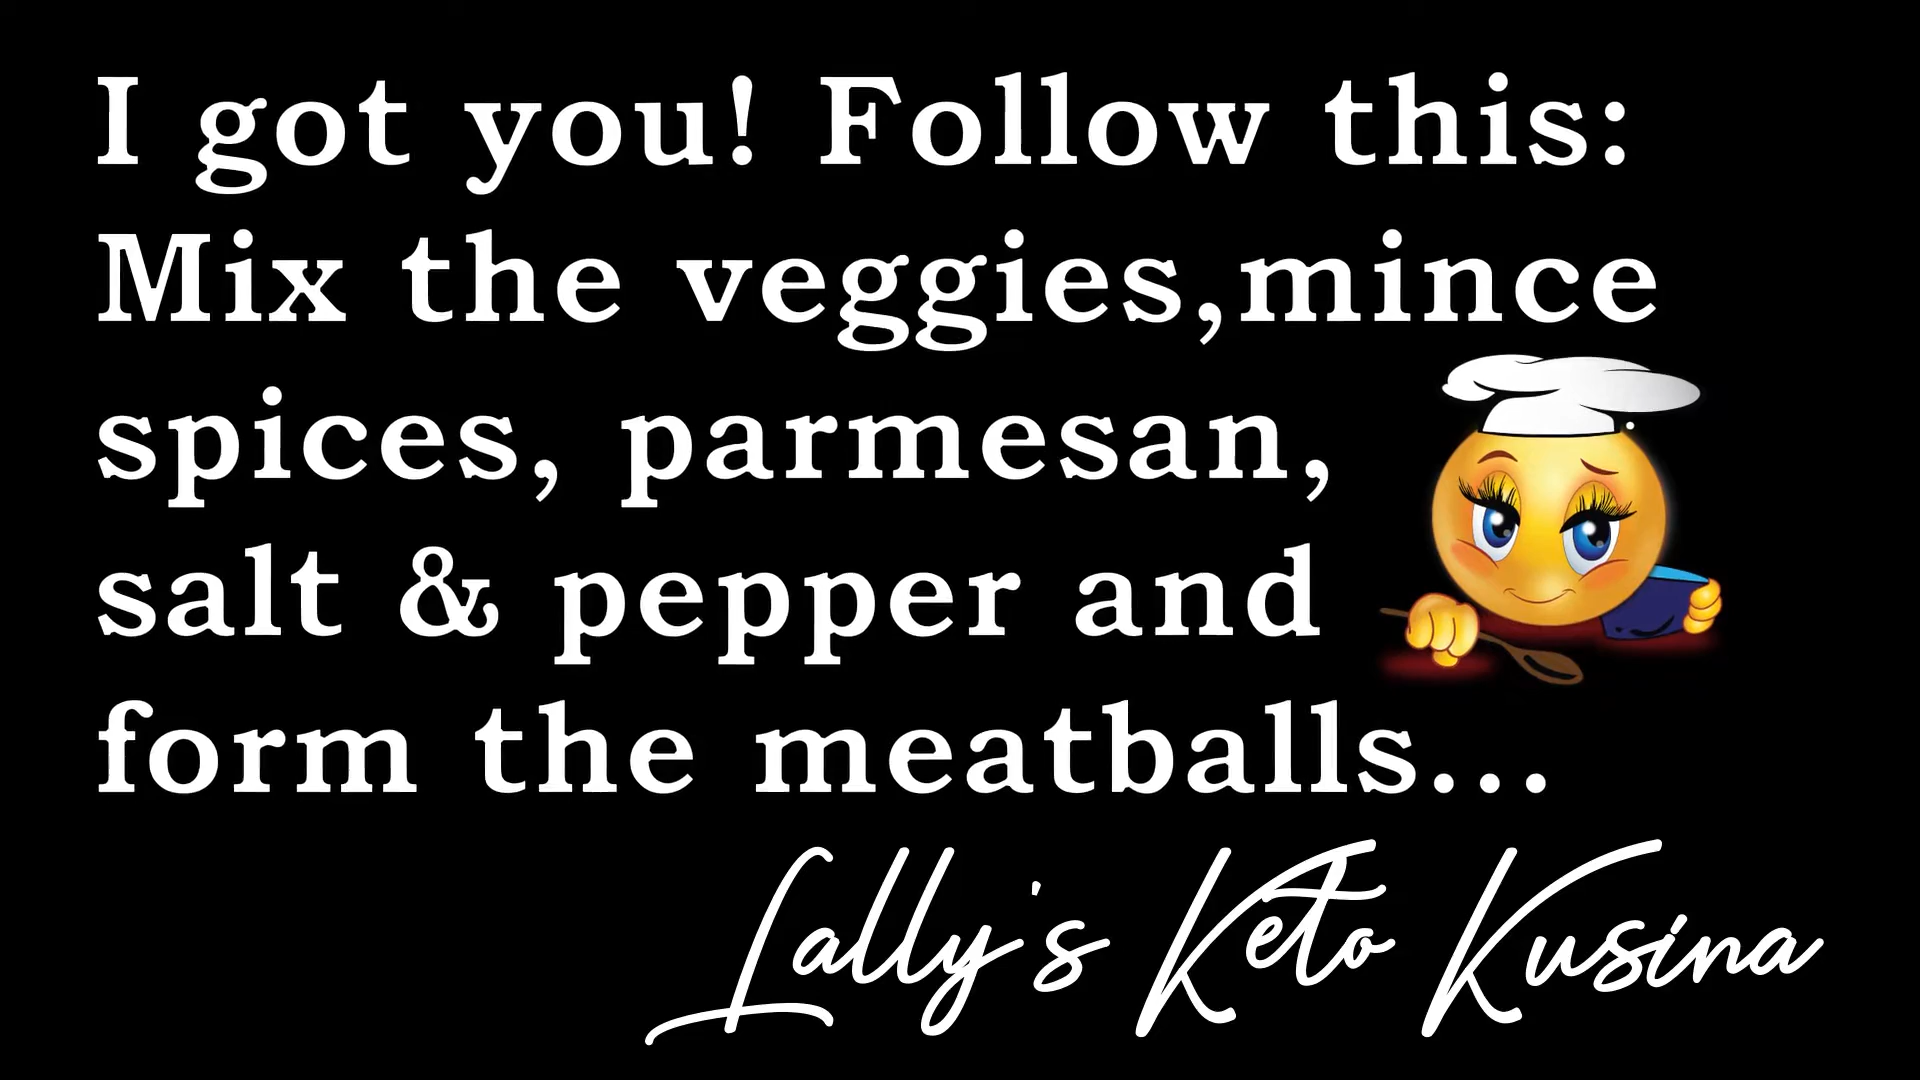 I got you! Follow this:
Mix the veggies,mince
spices, parmesan,
salt & pepper and
form the meatballs...
Lally's Keto Kusina